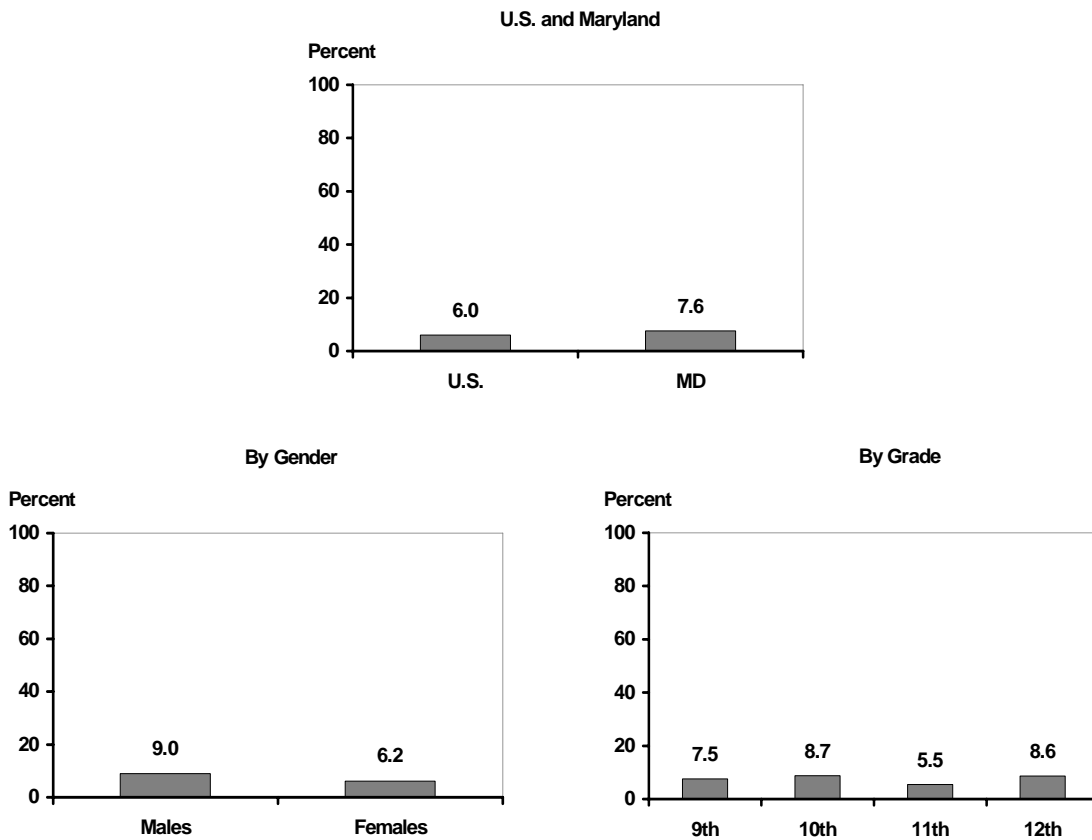 U.S. and Maryland
Percent
100
80
60
40
20
0
6.0
7.6
U.S.
MD
By Gender
Percent
100
80
60
40
20
0
9.0
6.2
Males
Females
By Grade
Percent
100
80
60
40
20
0
7.5
8.7
5.5
8.6
9th
10th
11th
12th